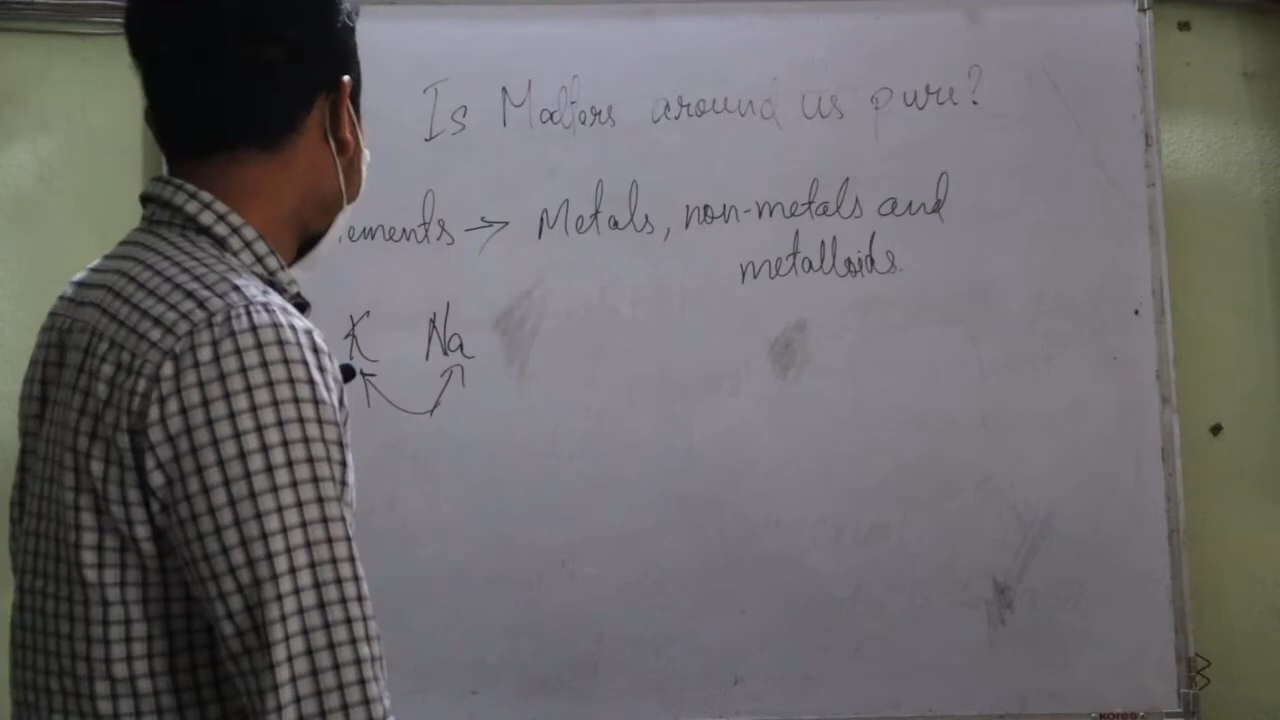 Is Matters around us pure?
ements → Metals, non-metals and
metalloids.
K Na